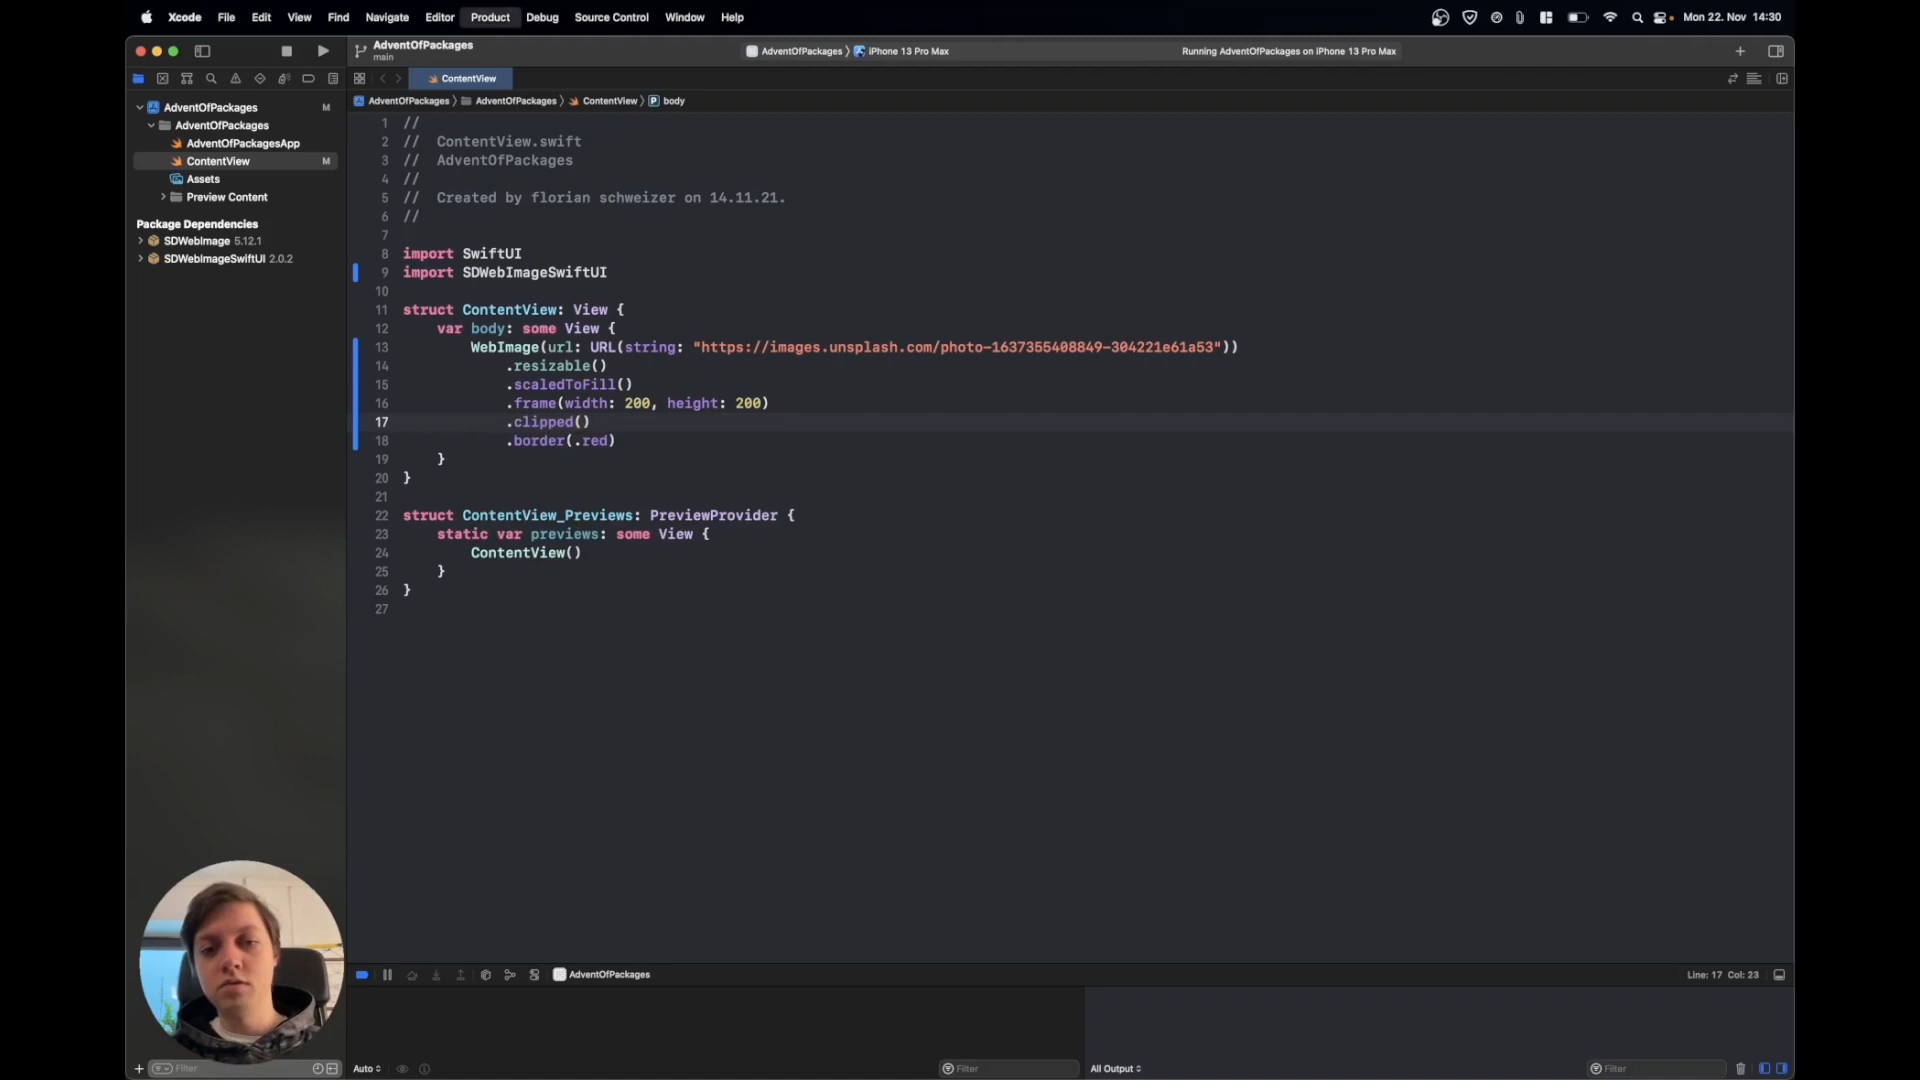 Xcode File Edit View Find Navigate Editor Product Debug Source Control Window Help Mon 22. Nov 14:30
AdventOfPackages
main
AdventOfPackages iPhone 13 Pro Max
Running AdventOfPackages on iPhone 13 Pro Max
ContentView
AdventOfPackages AdventOfPackages ContentView P body
AdventOfPackages M
AdventOfPackages
AdventOfPackagesApp
ContentView M
Assets
Preview Content
Package Dependencies
SDWebImage 5.12.1
SDWebImageSwiftUI 2.0.2
1 //
2 //  ContentView.swift
3 //  AdventOfPackages
4 //
5 //  Created by florian schweizer on 14.11.21.
6 //
7
8 import SwiftUI
9 import SDWebImageSwiftUI
10
11 struct ContentView: View {
12     var body: some View {
13         WebImage(url: URL(string: "https://images.unsplash.com/photo-1637355408849-304221e61a53"))
14             .resizable()
15             .scaledToFill()
16             .frame(width: 200, height: 200)
17             .clipped()
18             .border(.red)
19     }
20 }
21
22 struct ContentView_Previews: PreviewProvider {
23     static var previews: some View {
24         ContentView()
25     }
26 }
27
AdventOfPackages
Line: 17 Col: 23
Filter
Auto
Filter
All Output
Filter